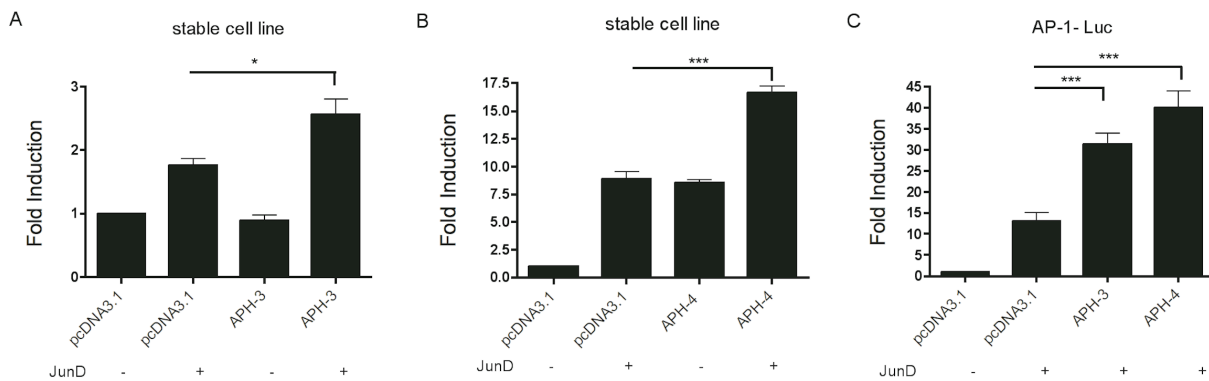 A
stable cell line
*
Fold Induction
3
2
1
0
pcDNA3.1
pcDNA3.1
APH-3
APH-3
JunD - + - +
B
stable cell line
***
Fold Induction
17.5
15.0
12.5
10.0
7.5
5.0
2.5
0.0
pcDNA3.1
pcDNA3.1
APH-4
APH-4
JunD - + - +
C
AP-1- Luc
***
***
Fold Induction
45
40
35
30
25
20
15
10
5
0
pcDNA3.1
pcDNA3.1
APH-3
APH-4
JunD - + + +